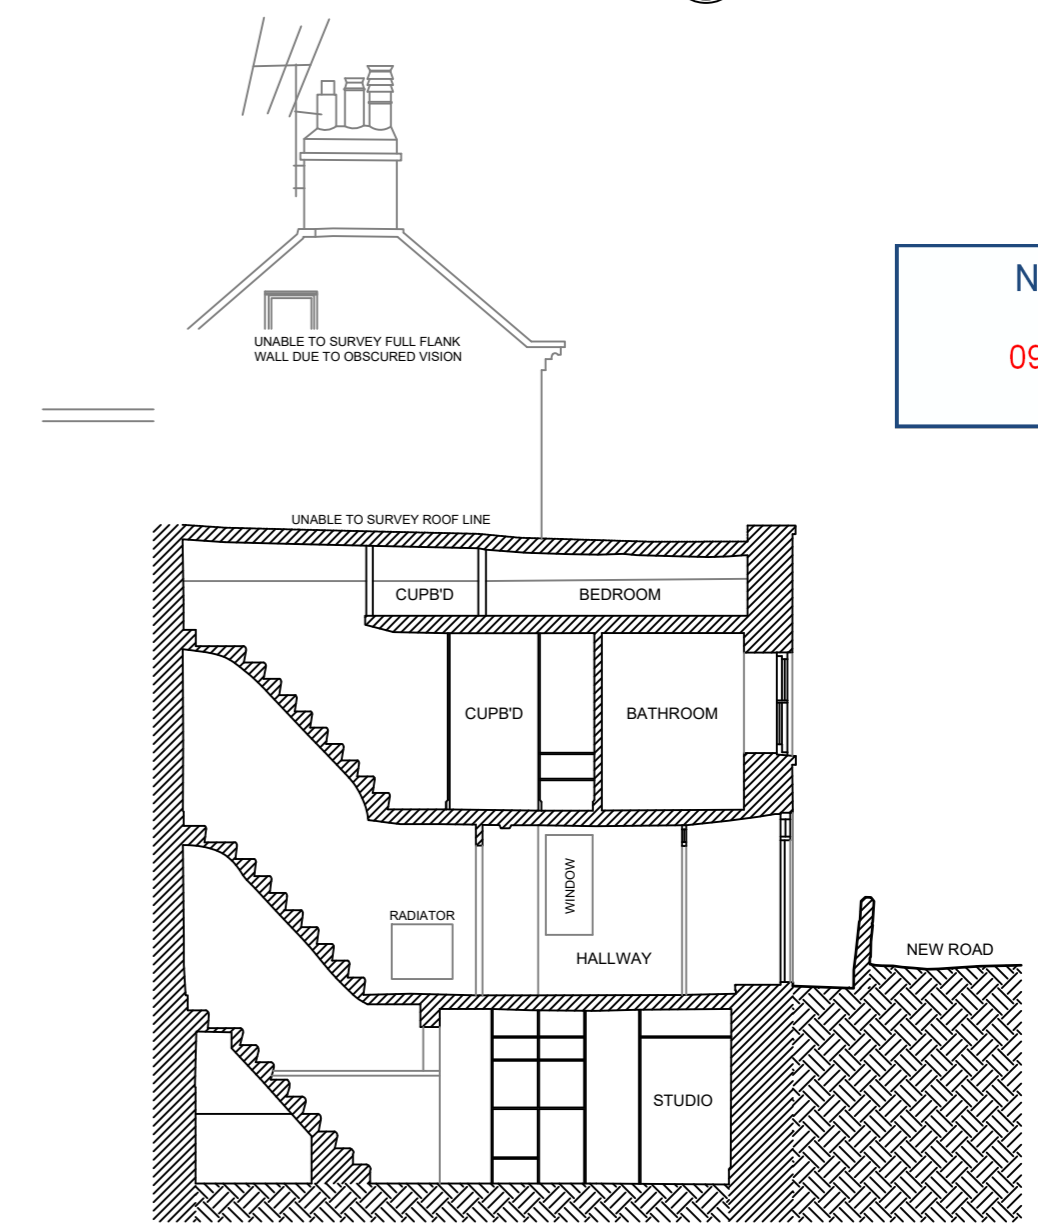 N
09
UNABLE TO SURVEY FULL FLANK
WALL DUE TO OBSCURED VISION
UNABLE TO SURVEY ROOF LINE
CUPB'D
BEDROOM
CUPB'D
BATHROOM
WINDOW
RADIATOR
HALLWAY
NEW ROAD
STUDIO